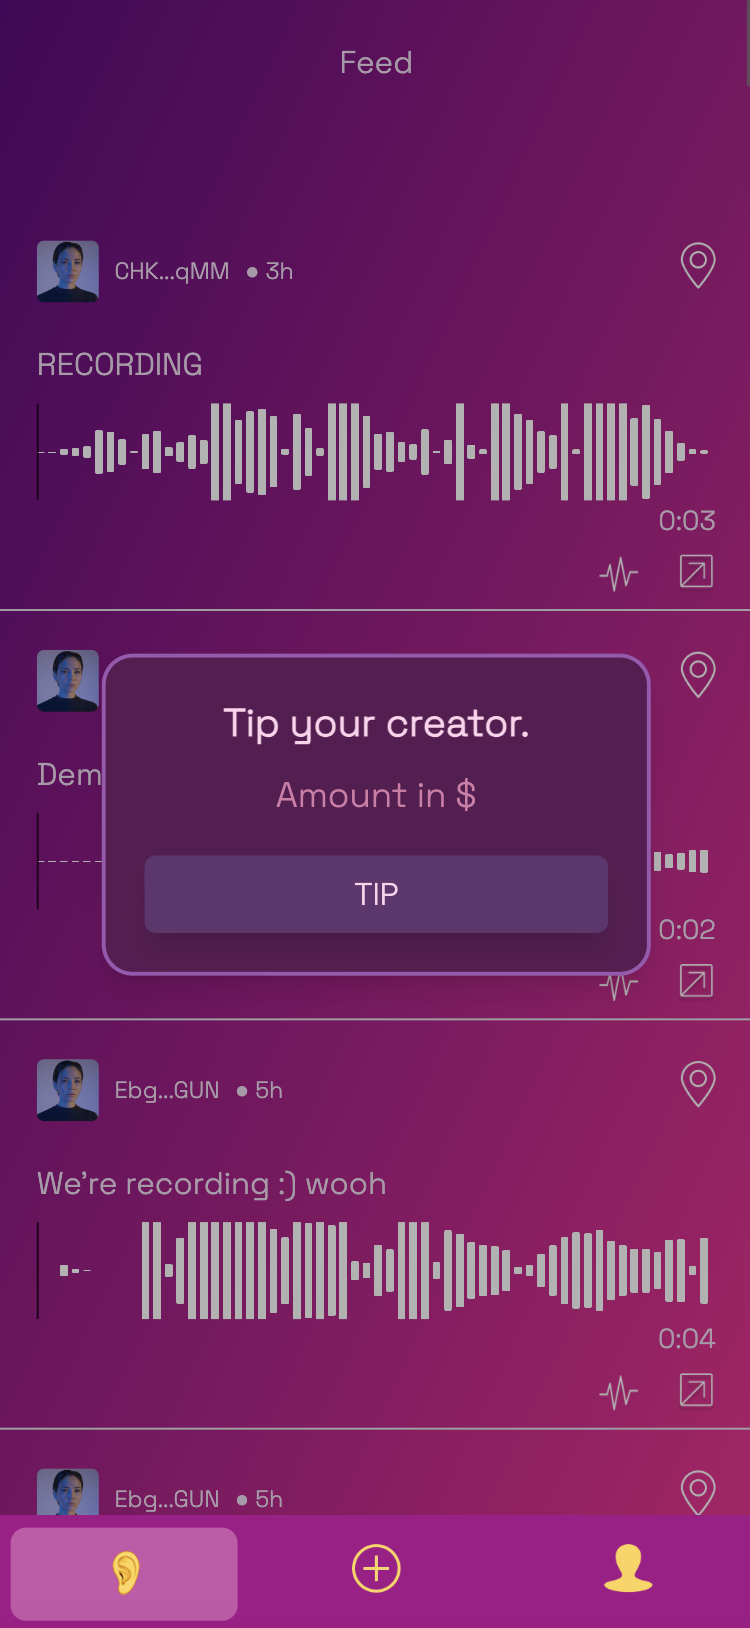 Feed
CHK...qMM • 3h
RECORDING
0:03
Tip your creator.
Dem
Amount in $
TIP
0:02
Ebg...GUN • 5h
We're recording :) wooh
0:04
Ebg...GUN • 5h